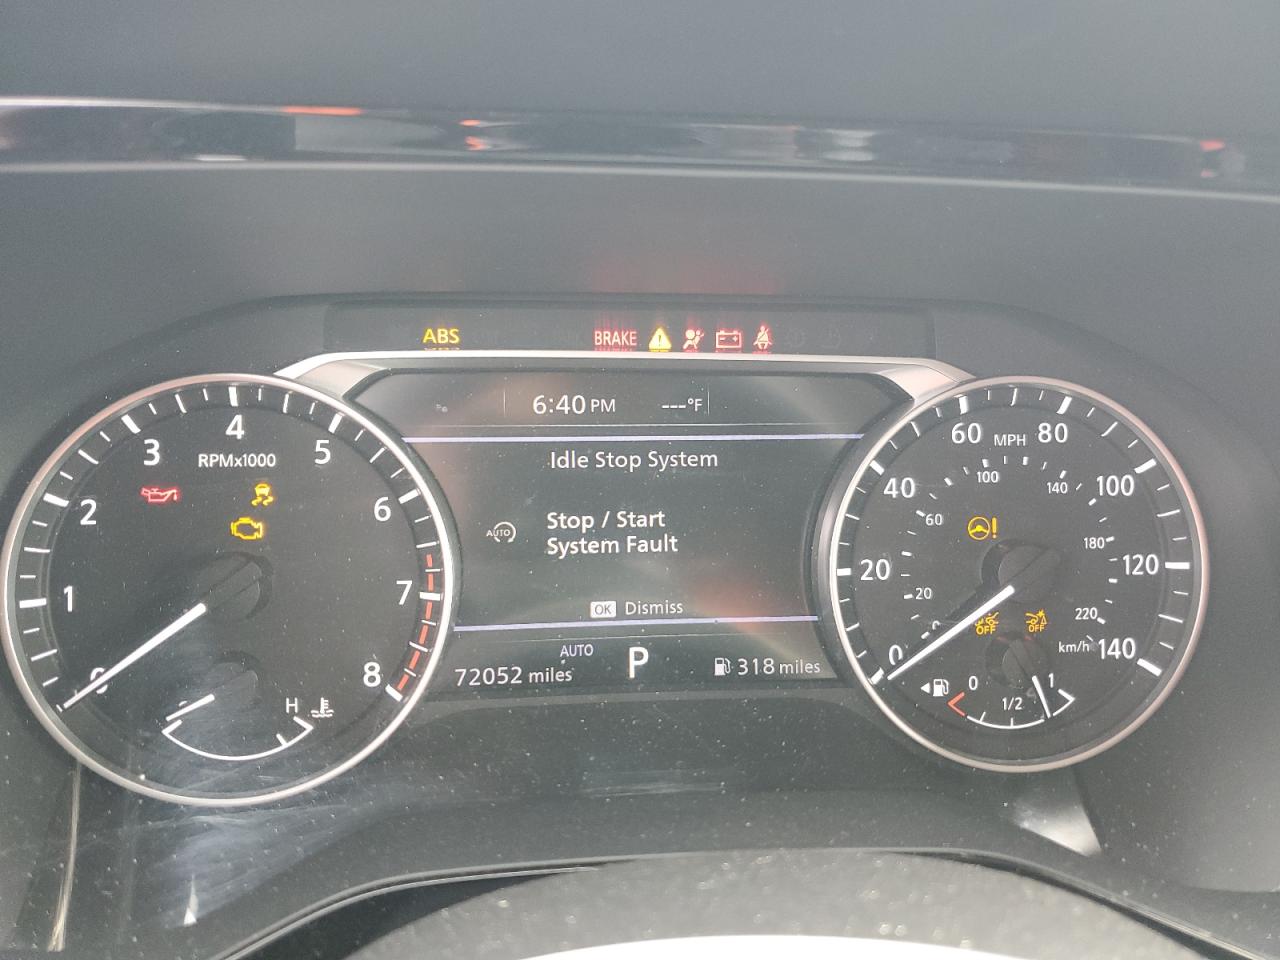 ABS BRAKE
6:40 PM ---°F
Idle Stop System
AUTO
Stop / Start
System Fault
OK Dismiss
AUTO
72052 miles P 318 miles
0 1 2 3 4 5 6 7 8
RPMx1000
H
0 20 40 60 80 100 120 140
MPH
20 60 100 140 180 220
km/h
OFF OFF
0 1/2 1